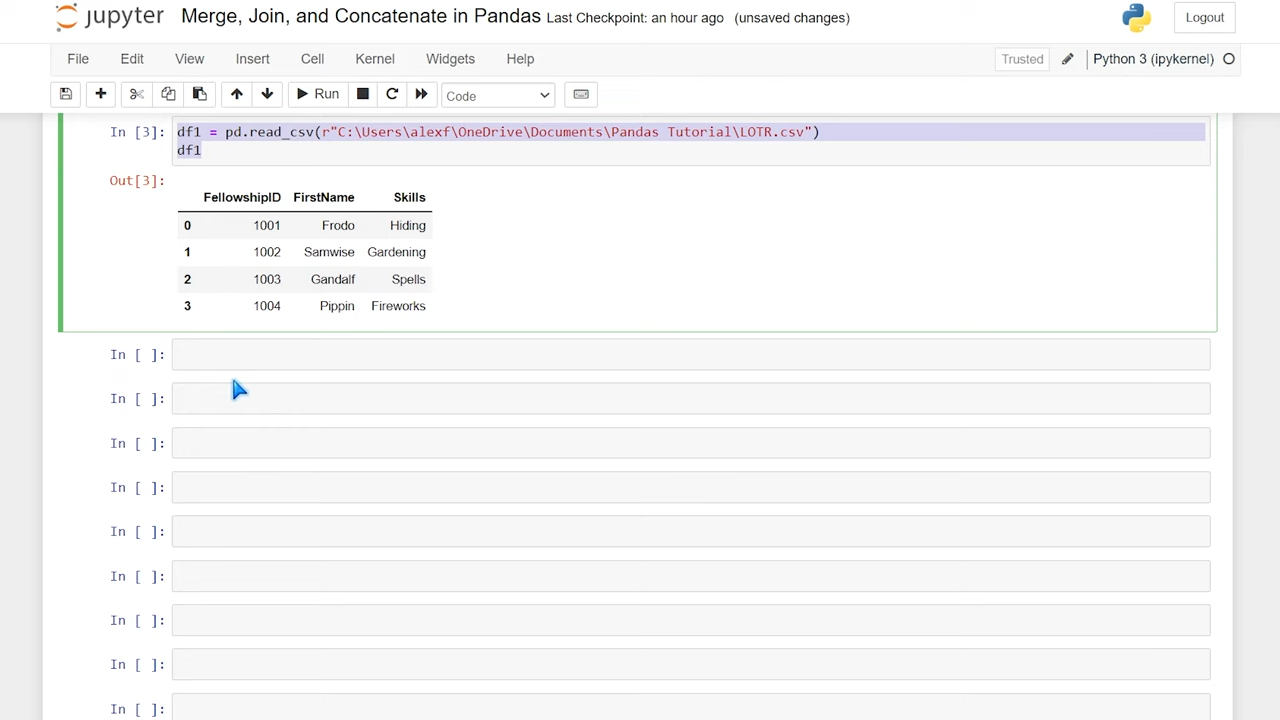 jupyter Merge, Join, and Concatenate in Pandas Last Checkpoint: an hour ago (unsaved changes) Logout
File Edit View Insert Cell Kernel Widgets Help Trusted Python 3 (ipykernel)
Run Code
In [3]: df1 = pd.read_csv(r"C:\Users\alexf\OneDrive\Documents\Pandas Tutorial\LOTR.csv")
df1
Out[3]:
FellowshipID FirstName Skills
0 1001 Frodo Hiding
1 1002 Samwise Gardening
2 1003 Gandalf Spells
3 1004 Pippin Fireworks
In [ ]:
In [ ]:
In [ ]:
In [ ]:
In [ ]:
In [ ]:
In [ ]:
In [ ]:
In [ ]: